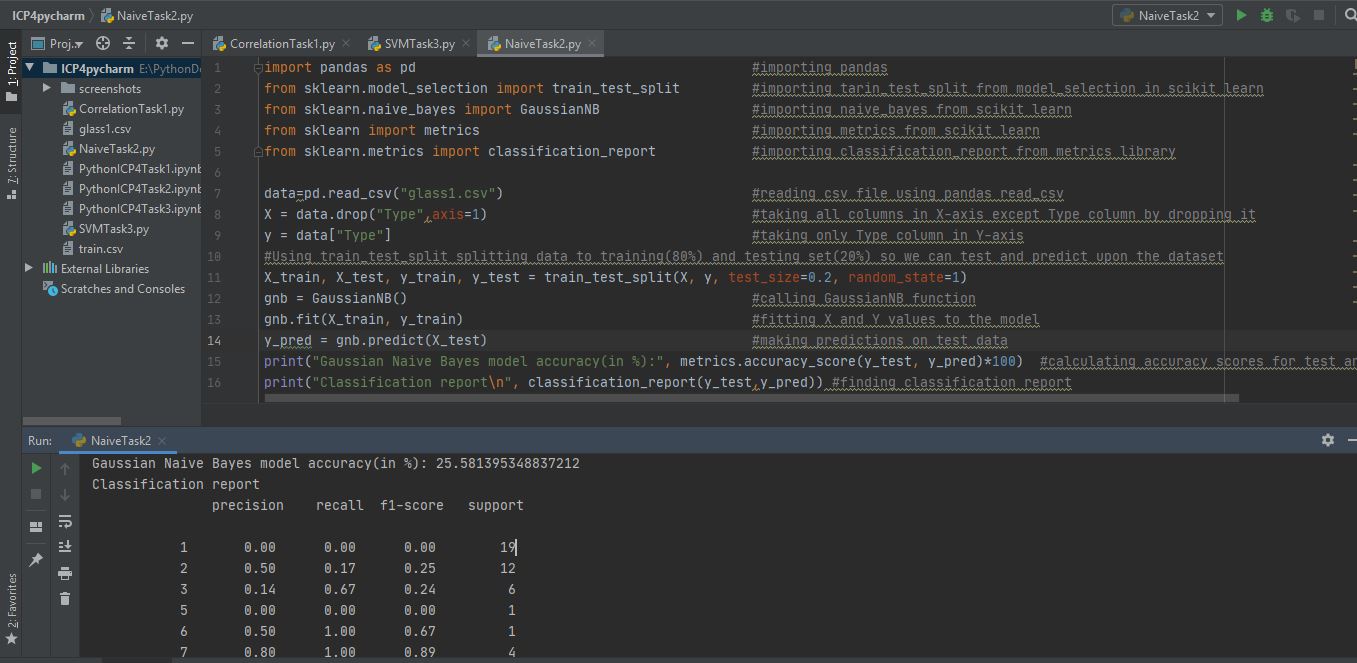 ICP4pycharm NaiveTask2.py NaiveTask2
1: Project
7: Structure
2: Favorites
Proj..
ICP4pycharm E:\PythonDe
screenshots
CorrelationTask1.py
glass1.csv
NaiveTask2.py
PythonICP4Task1.ipynb
PythonICP4Task2.ipynb
PythonICP4Task3.ipynb
SVMTask3.py
train.csv
External Libraries
Scratches and Consoles
CorrelationTask1.py SVMTask3.py NaiveTask2.py
1 import pandas as pd #importing pandas
2 from sklearn.model_selection import train_test_split #importing tarin_test_split from model_selection in scikit learn
3 from sklearn.naive_bayes import GaussianNB #importing naive_bayes from scikit_learn
4 from sklearn import metrics #importing metrics from scikit learn
5 from sklearn.metrics import classification_report #importing classification_report from metrics library
6
7 data=pd.read_csv("glass1.csv") #reading csv file using pandas read_csv
8 X = data.drop("Type",axis=1) #taking all columns in X-axis except Type column by dropping it
9 y = data["Type"] #taking only Type column in Y-axis
10 #Using train_test_split splitting data to training(80%) and testing set(20%) so we can test and predict upon the dataset
11 X_train, X_test, y_train, y_test = train_test_split(X, y, test_size=0.2, random_state=1)
12 gnb = GaussianNB() #calling GaussianNB function
13 gnb.fit(X_train, y_train) #fitting X and Y values to the model
14 y_pred = gnb.predict(X_test) #making predictions on test data
15 print("Gaussian Naive Bayes model accuracy(in %):", metrics.accuracy_score(y_test, y_pred)*100) #calculating accuracy scores for test an
16 print("Classification report\n", classification_report(y_test,y_pred)) #finding classification report
Run: NaiveTask2
Gaussian Naive Bayes model accuracy(in %): 25.581395348837212
Classification report
precision recall f1-score support
1 0.00 0.00 0.00 19
2 0.50 0.17 0.25 12
3 0.14 0.67 0.24 6
5 0.00 0.00 0.00 1
6 0.50 1.00 0.67 1
7 0.80 1.00 0.89 4